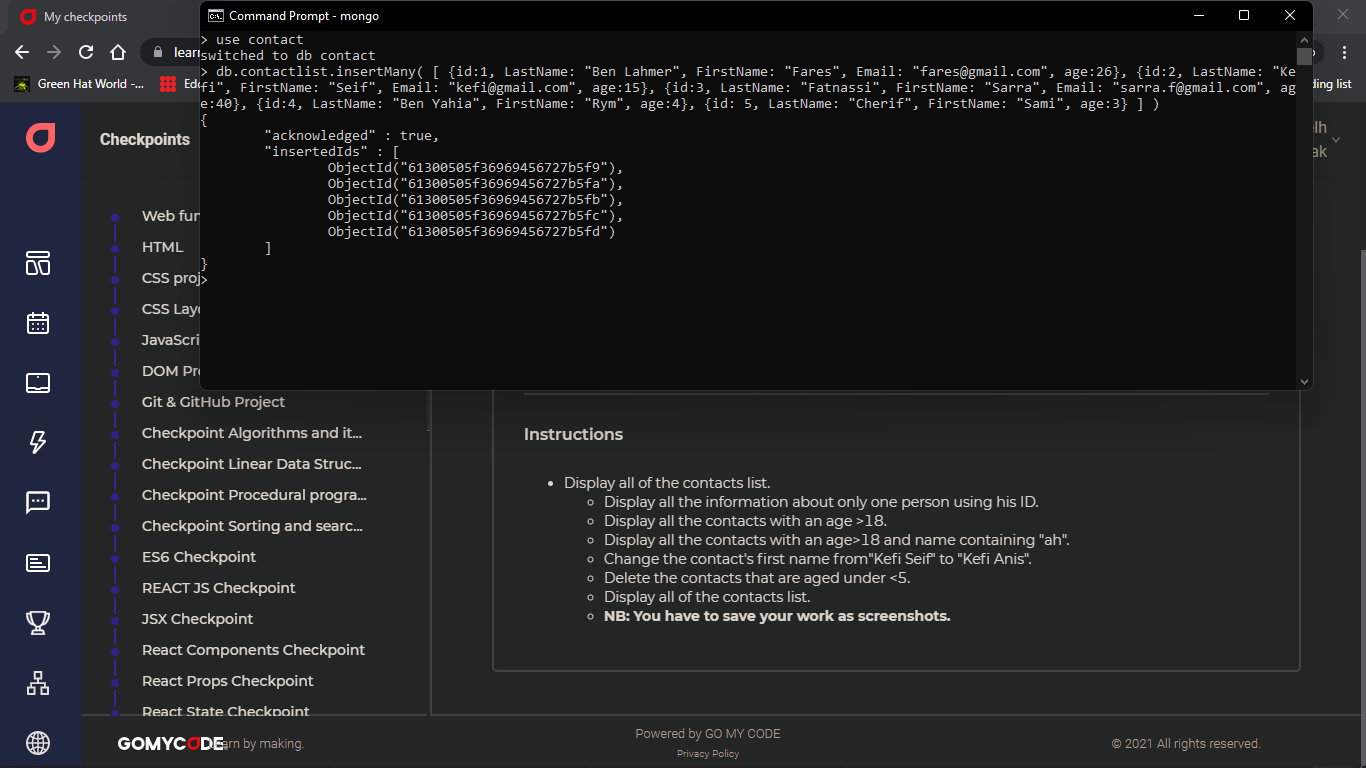 My checkpoints
Command Prompt - mongo
Green Hat World -...
> use contact
switched to db contact
> db.contactlist.insertMany( [ {id:1, LastName: "Ben Lahmer", FirstName: "Fares", Email: "fares@gmail.com", age:26}, {id:2, LastName: "Ke
fi", FirstName: "Seif", Email: "kefi@gmail.com", age:15}, {id:3, LastName: "Fatnassi", FirstName: "Sarra", Email: "sarra.f@gmail.com", ag
e:40}, {id:4, LastName: "Ben Yahia", FirstName: "Rym", age:4}, {id: 5, LastName: "Cherif", FirstName: "Sami", age:3} ] )
{
"acknowledged" : true,
"insertedIds" : [
ObjectId("61300505f36969456727b5f9"),
ObjectId("61300505f36969456727b5fa"),
ObjectId("61300505f36969456727b5fb"),
ObjectId("61300505f36969456727b5fc"),
ObjectId("61300505f36969456727b5fd")
]
}
>
Checkpoints
Web fun
HTML
CSS proj
CSS Layo
JavaScri
DOM Pr
Git & GitHub Project
Checkpoint Algorithms and it...
Checkpoint Linear Data Struc...
Checkpoint Procedural progra...
Checkpoint Sorting and searc...
ES6 Checkpoint
REACT JS Checkpoint
JSX Checkpoint
React Components Checkpoint
React Props Checkpoint
React State Checkpoint
Instructions
• Display all of the contacts list.
◦ Display all the information about only one person using his ID.
◦ Display all the contacts with an age >18.
◦ Display all the contacts with an age>18 and name containing "ah".
◦ Change the contact's first name from"Kefi Seif" to "Kefi Anis".
◦ Delete the contacts that are aged under <5.
◦ Display all of the contacts list.
◦ NB: You have to save your work as screenshots.
GOMYCODE
by making.
Powered by GO MY CODE
Privacy Policy
© 2021 All rights reserved.